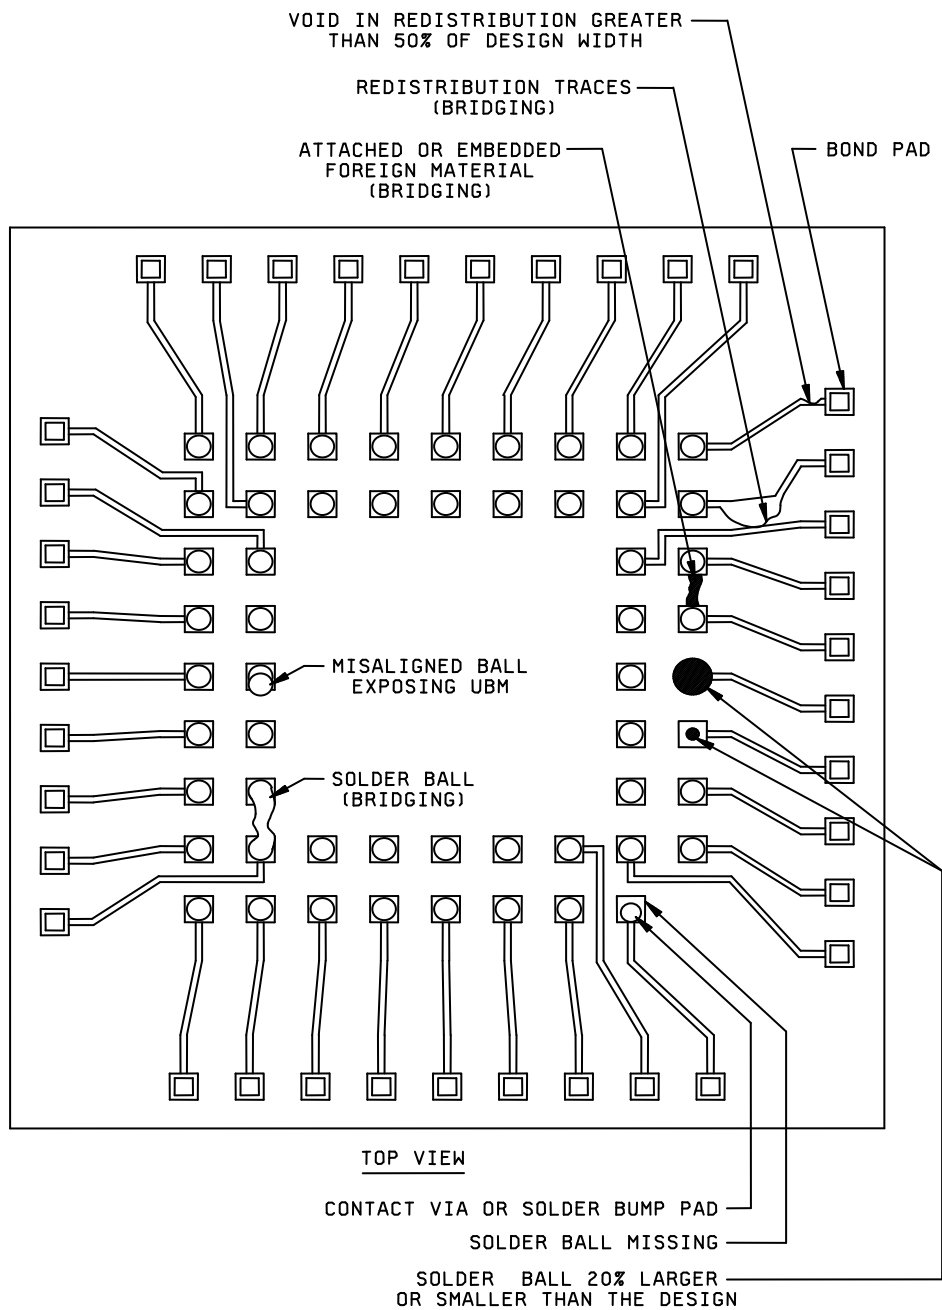 VOID IN REDISTRIBUTION GREATER
THAN 50% OF DESIGN WIDTH
REDISTRIBUTION TRACES
(BRIDGING)
ATTACHED OR EMBEDDED
FOREIGN MATERIAL
(BRIDGING)
BOND PAD
MISALIGNED BALL
EXPOSING UBM
SOLDER BALL
(BRIDGING)
TOP VIEW
CONTACT VIA OR SOLDER BUMP PAD
SOLDER BALL MISSING
SOLDER BALL 20% LARGER
OR SMALLER THAN THE DESIGN